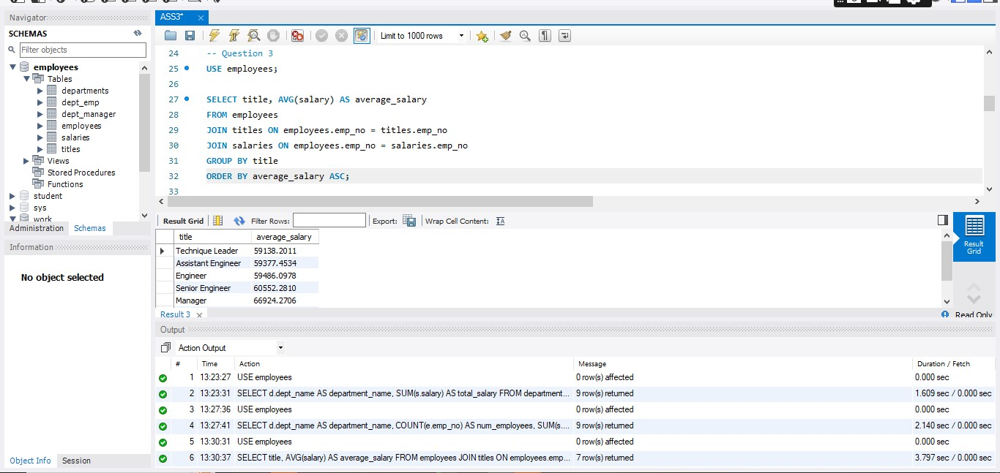 Navigator
SCHEMAS
Filter objects
employees
Tables
departments
dept_emp
dept_manager
employees
salaries
titles
Views
Stored Procedures
Functions
student
sys
work
Administration Schemas
Information
No object selected
Object Info Session
ASS3*
Limit to 1000 rows
24 -- Question 3
25 USE employees;
26
27 SELECT title, AVG(salary) AS average_salary
28 FROM employees
29 JOIN titles ON employees.emp_no = titles.emp_no
30 JOIN salaries ON employees.emp_no = salaries.emp_no
31 GROUP BY title
32 ORDER BY average_salary ASC;
33
Result Grid Filter Rows: Export: Wrap Cell Content:
title average_salary
Technique Leader 59138.2011
Assistant Engineer 59377.4534
Engineer 59486.0978
Senior Engineer 60552.2810
Manager 66924.2706
Result
Grid
Result 3 Read Only
Output
Action Output
# Time Action Message Duration / Fetch
1 13:23:27 USE employees 0 row(s) affected 0.000 sec
2 13:23:31 SELECT d.dept_name AS department_name, SUM(s.salary) AS total_salary FROM department... 9 row(s) returned 1.609 sec / 0.000 sec
3 13:27:36 USE employees 0 row(s) affected 0.000 sec
4 13:27:41 SELECT d.dept_name AS department_name, COUNT(e.emp_no) AS num_employees, SUM(s.... 9 row(s) returned 2.140 sec / 0.000 sec
5 13:30:31 USE employees 0 row(s) affected 0.000 sec
6 13:30:37 SELECT title, AVG(salary) AS average_salary FROM employees JOIN titles ON employees.emp... 7 row(s) returned 3.797 sec / 0.000 sec